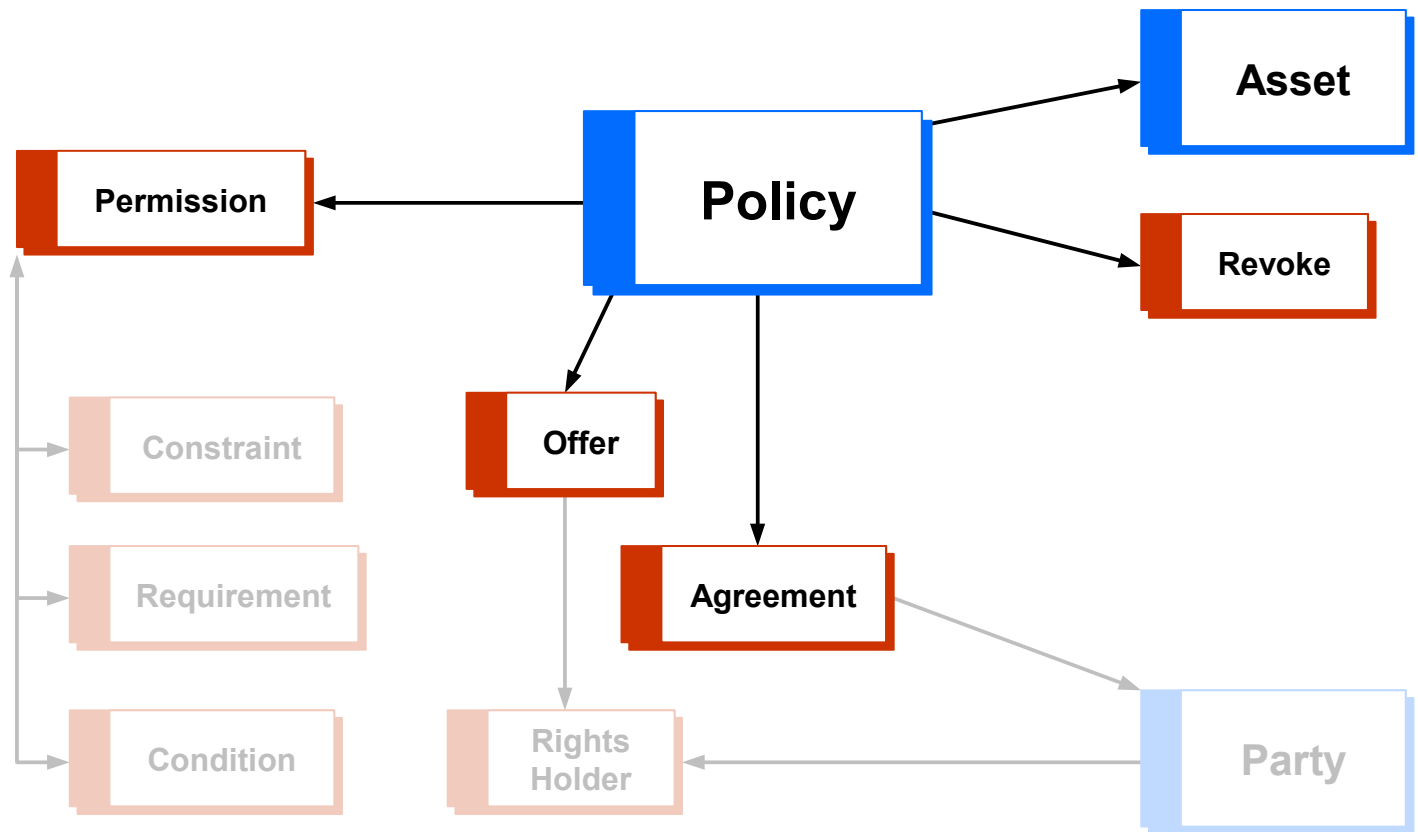 Asset
Policy
Permission
Revoke
Offer
Constraint
Agreement
Requirement
Rights
Holder
Condition
Party